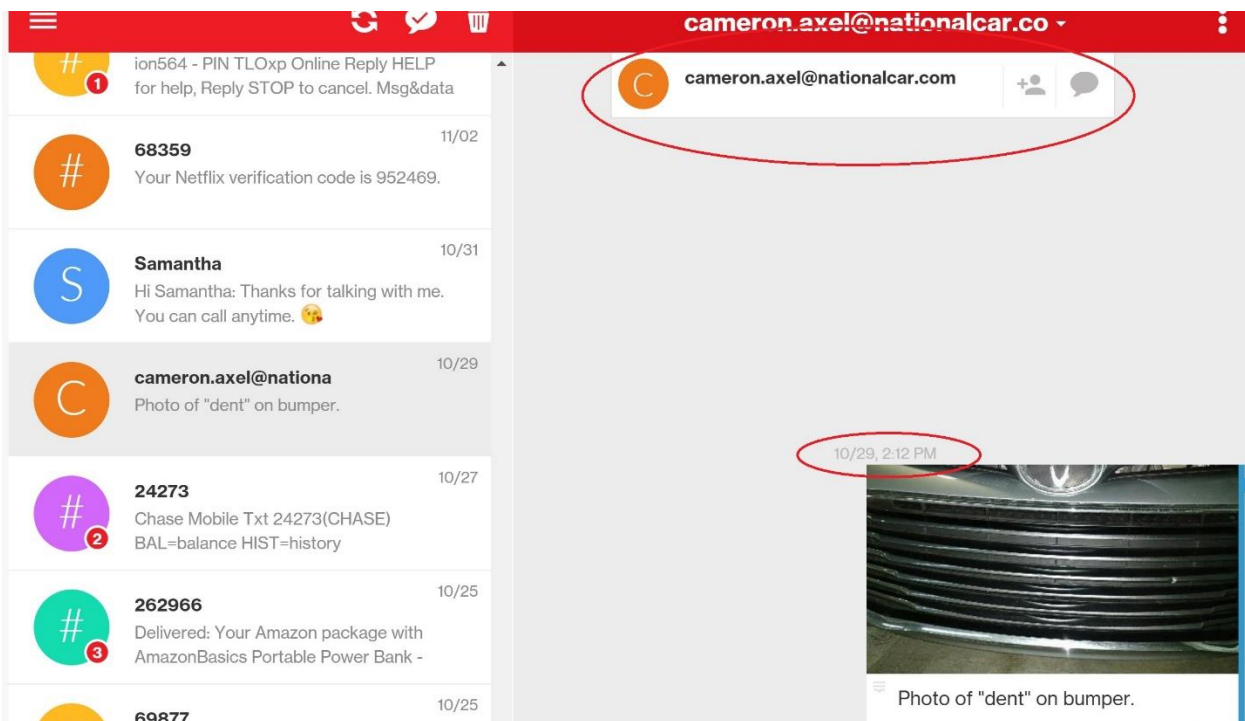 cameron.axel@nationalcar.co
ion564 - PIN TLOxp Online Reply HELP
for help, Reply STOP to cancel. Msg&data
#
1
11/02
68359
Your Netflix verification code is 952469.
#
10/31
Samantha
Hi Samantha: Thanks for talking with me.
You can call anytime. 😘
S
10/29
cameron.axel@nationa
Photo of "dent" on bumper.
C
10/27
24273
Chase Mobile Txt 24273(CHASE)
BAL=balance HIST=history
#
2
10/25
262966
Delivered: Your Amazon package with
AmazonBasics Portable Power Bank -
#
3
10/25
69877
C
cameron.axel@nationalcar.com
10/29, 2:12 PM
Photo of "dent" on bumper.